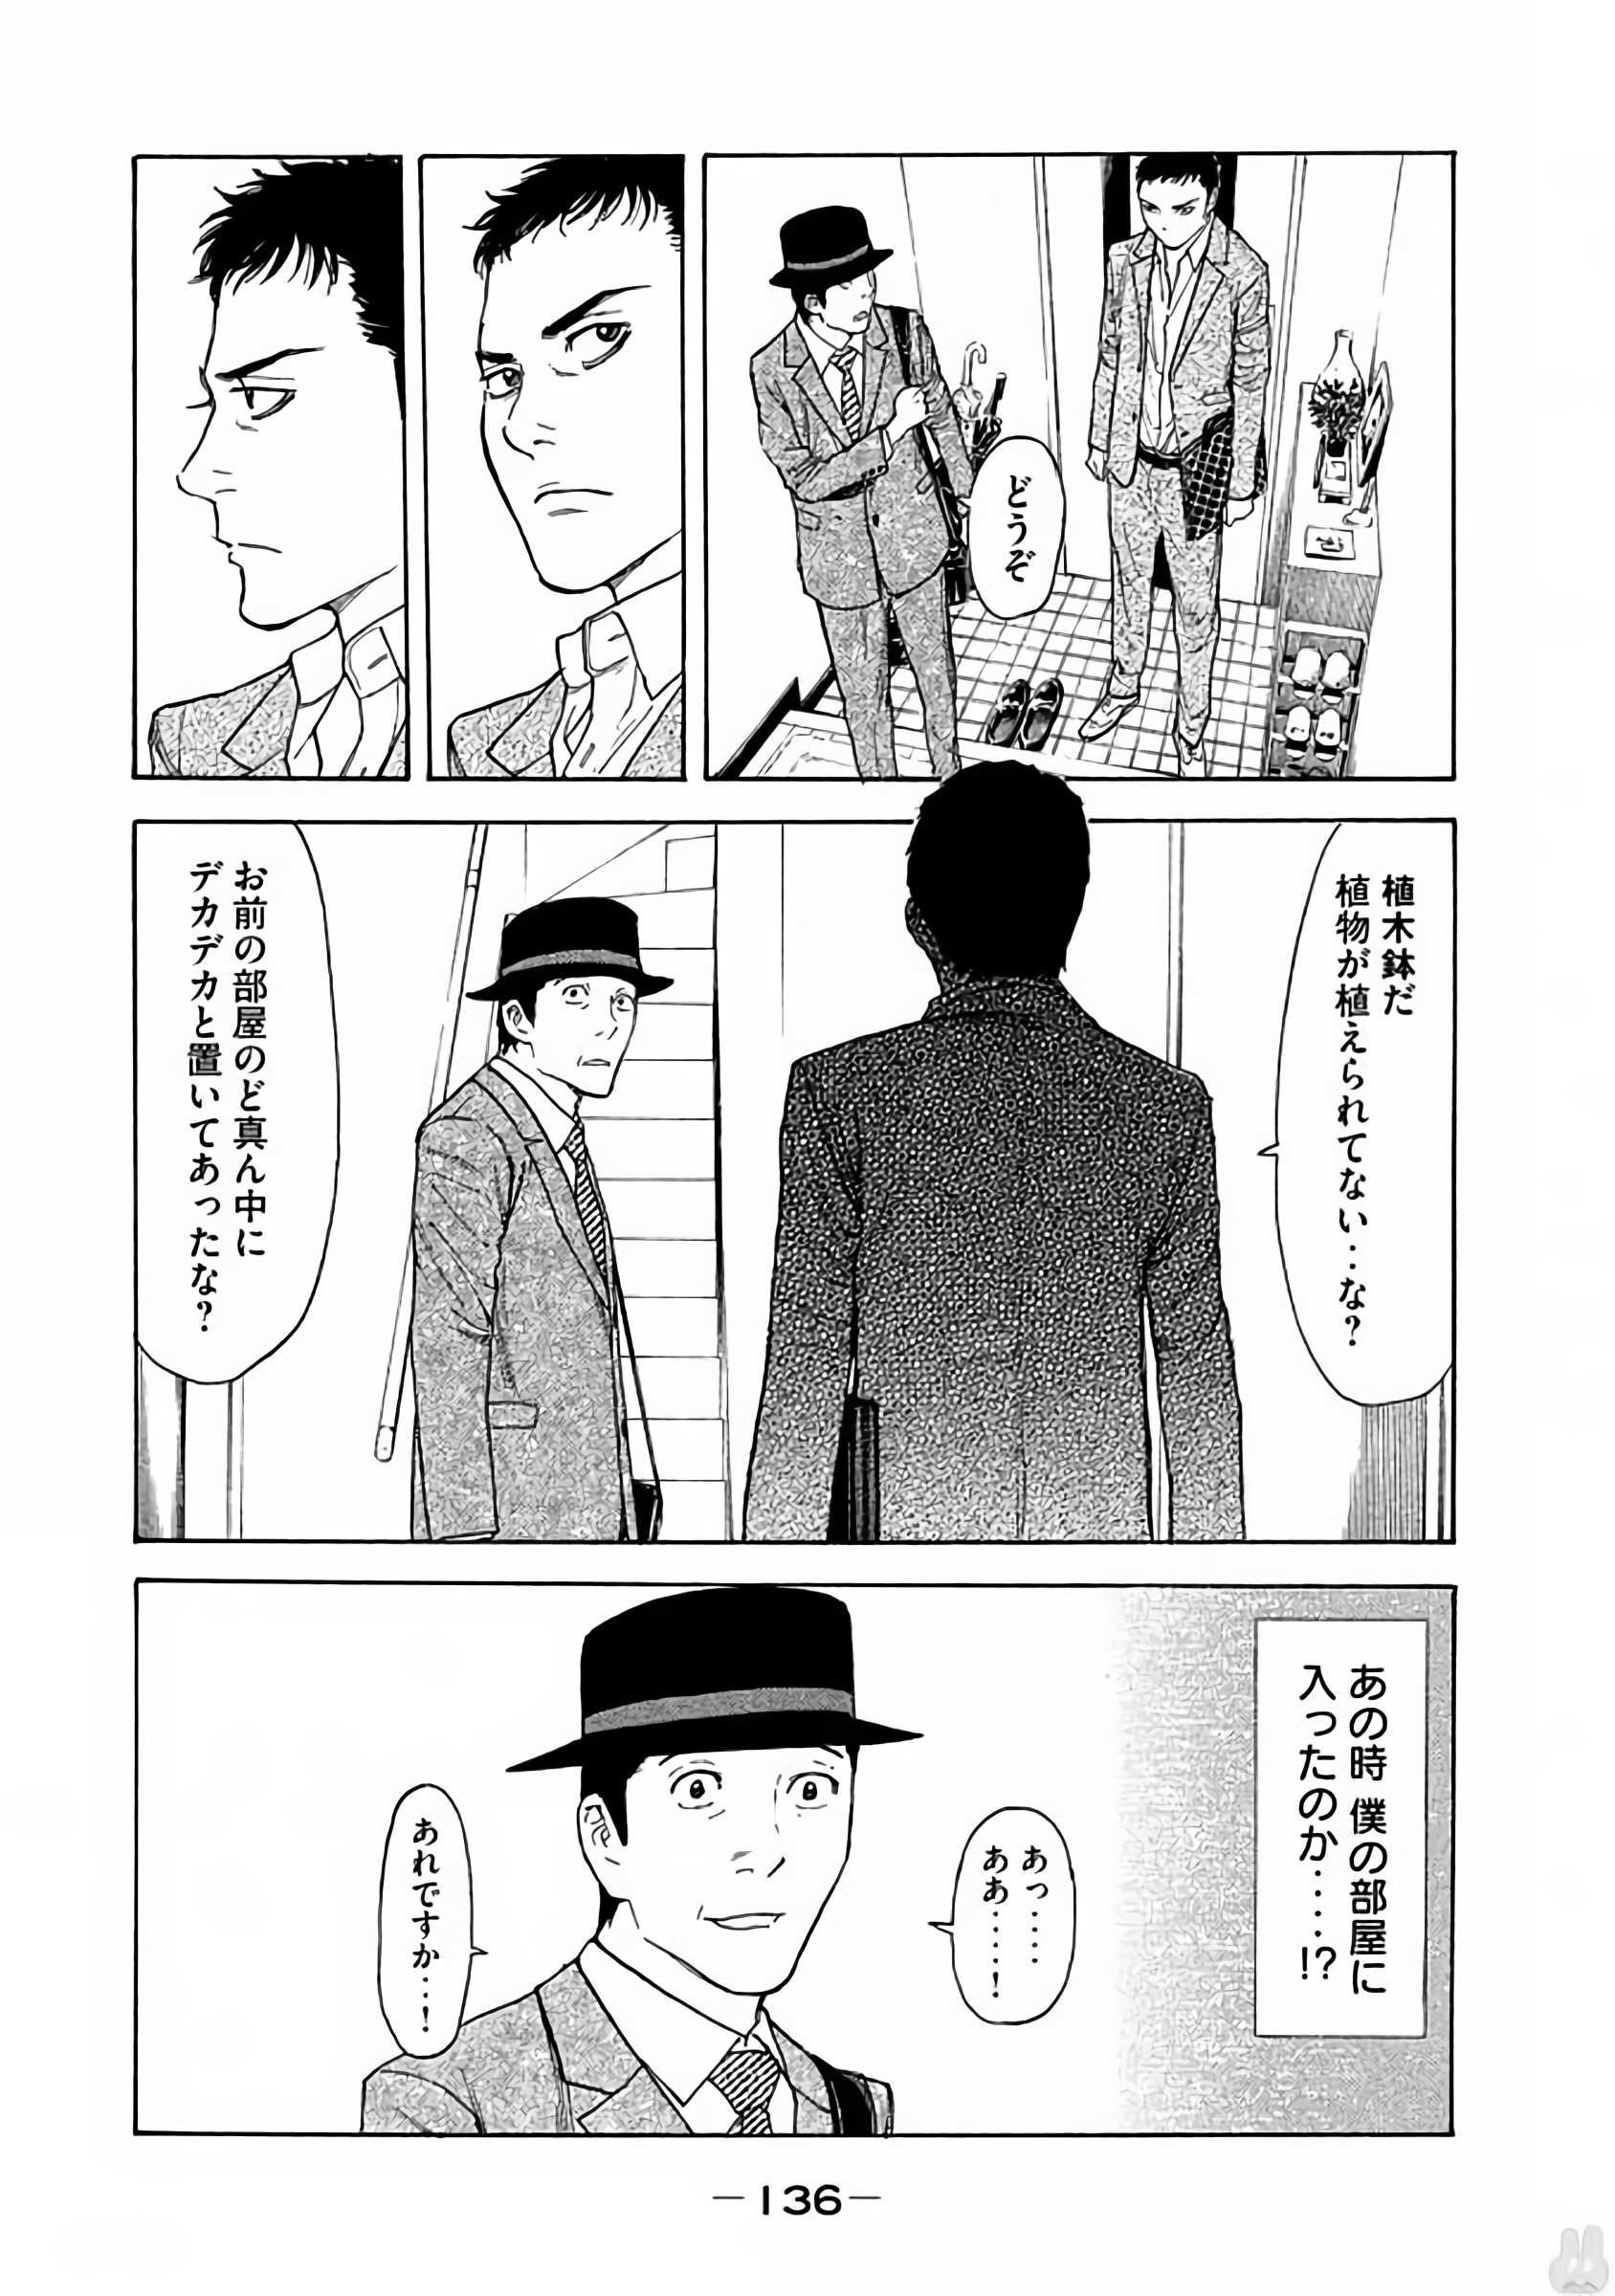 どうぞ
植木鉢だ
植物が植えられてない‥な?
お前の部屋のど真ん中に
デカデカと置いてあったな?
あの時 僕の部屋に
入ったのか‥‥!?
あっ‥‥
ああ‥‥!
あれですか‥‥!
—136—